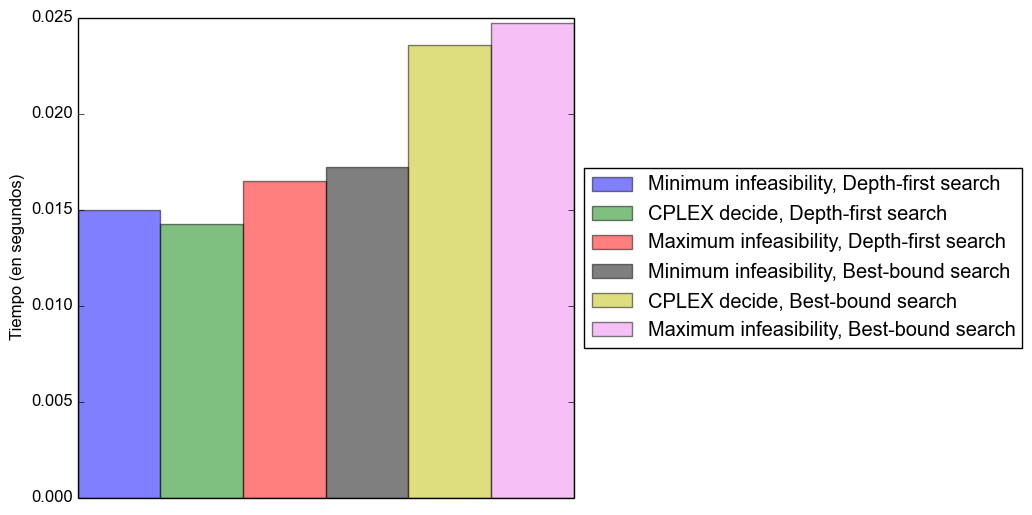 0.025
0.020
0.015
0.010
0.005
0.000
Tiempo (en segundos)
Minimum infeasibility, Depth-first search
CPLEX decide, Depth-first search
Maximum infeasibility, Depth-first search
Minimum infeasibility, Best-bound search
CPLEX decide, Best-bound search
Maximum infeasibility, Best-bound search